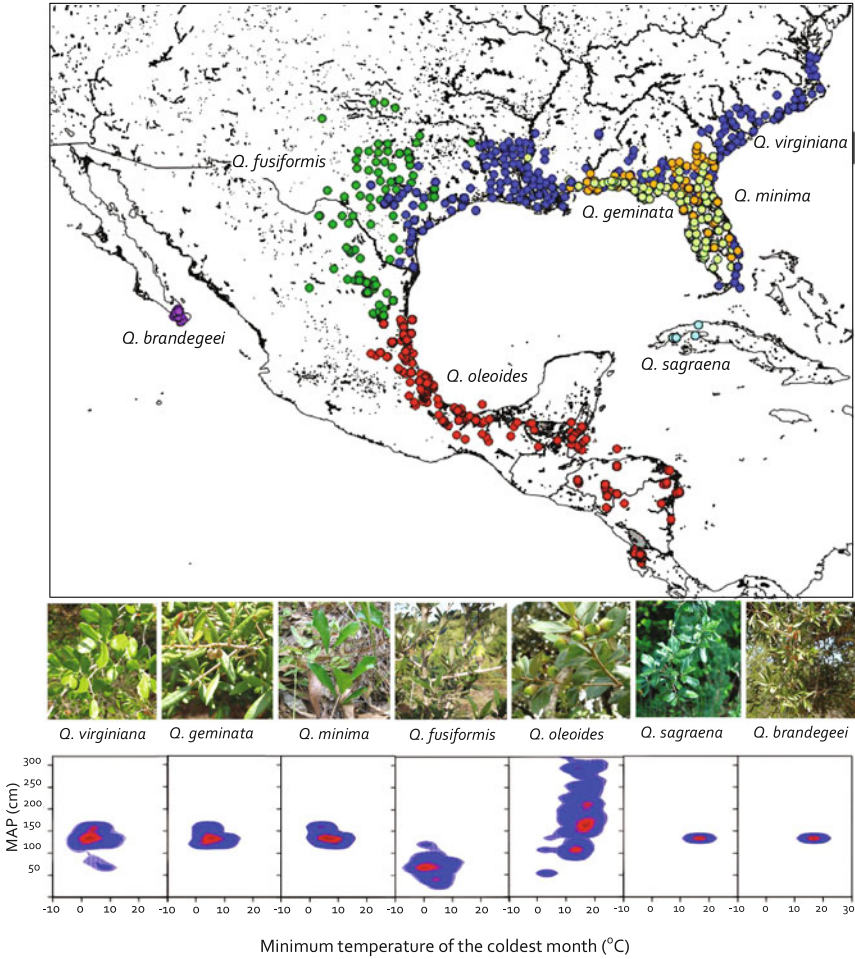 Q. fusiformis
Q. virginiana
Q. minima
Q. geminata
Q. brandegeei
Q. sagraena
Q. oleoides
Q. virginiana Q. geminata Q. minima Q. fusiformis Q. oleoides Q. sagraena Q. brandegeei
MAP (cm)
300
250
200
150
100
50
-10 0 10 20 -10 0 10 20 -10 0 10 20 -10 0 10 20 -10 0 10 20 -10 0 10 20 -10 0 10 20 30
Minimum temperature of the coldest month (°C)